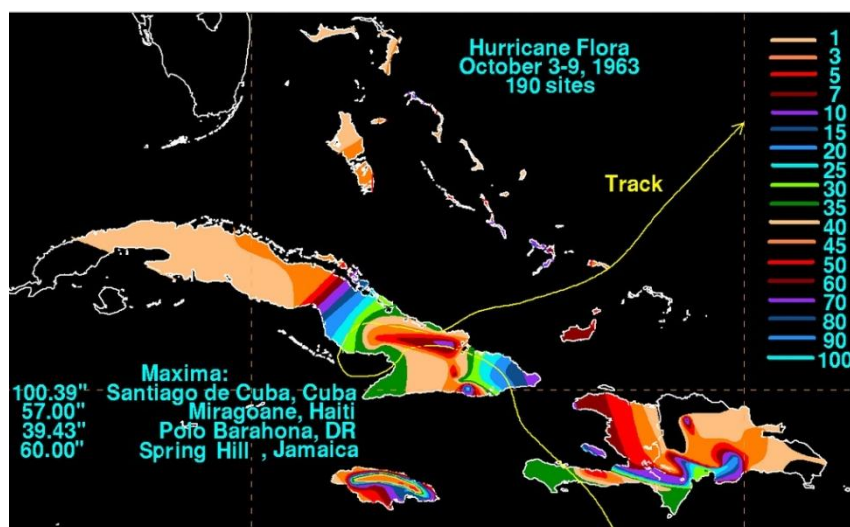 Hurricane Flora
October 3-9, 1963
190 sites
Track
1
3
5
7
10
15
20
25
30
35
40
45
50
60
70
80
90
100
Maxima:
100.39" Santiago de Cuba, Cuba
57.00" Miragoane, Haiti
39.43" Polo Barahona, DR
60.00" Spring Hill , Jamaica